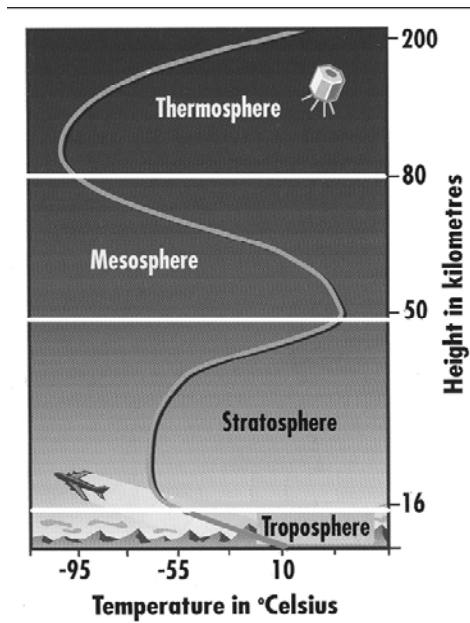 200
Thermosphere
80
Mesosphere
50
Height in kilometres
Stratosphere
16
Troposphere
-95 -55 10
Temperature in °Celsius